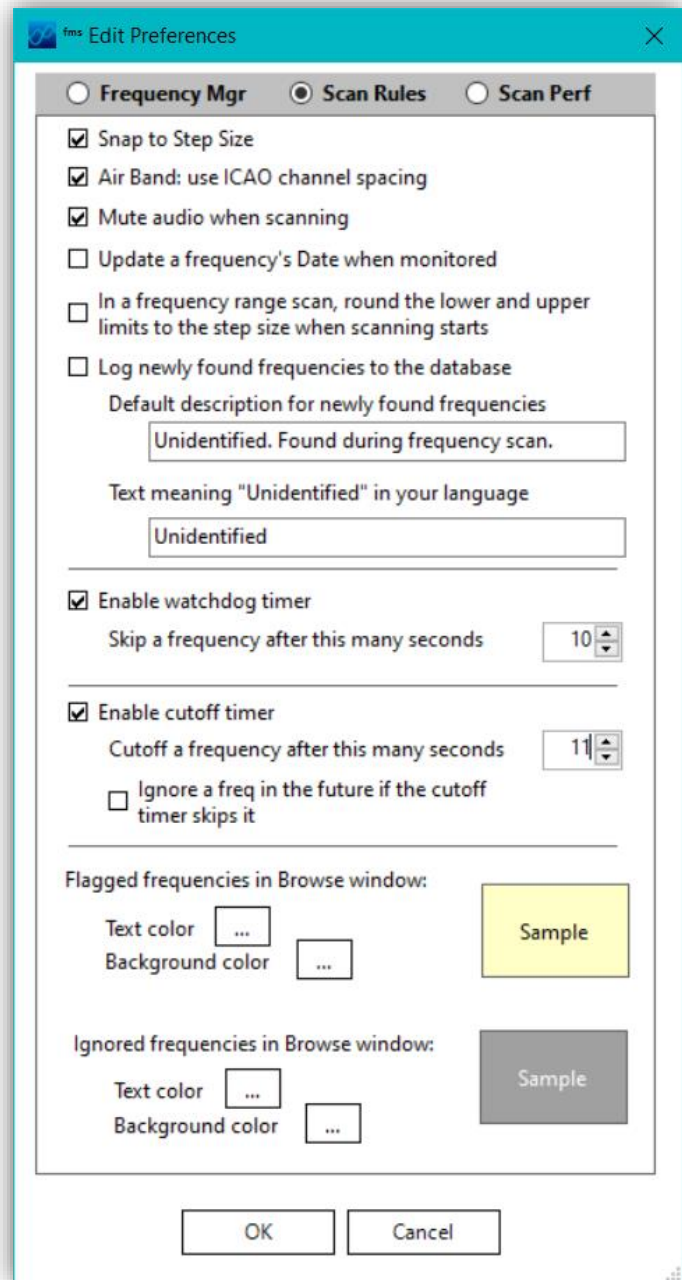 fms Edit Preferences
Frequency Mgr Scan Rules Scan Perf
Snap to Step Size
Air Band: use ICAO channel spacing
Mute audio when scanning
Update a frequency's Date when monitored
In a frequency range scan, round the lower and upper
limits to the step size when scanning starts
Log newly found frequencies to the database
Default description for newly found frequencies
Unidentified. Found during frequency scan.
Text meaning "Unidentified" in your language
Unidentified
Enable watchdog timer
Skip a frequency after this many seconds 10
Enable cutoff timer
Cutoff a frequency after this many seconds 11
Ignore a freq in the future if the cutoff
timer skips it
Flagged frequencies in Browse window:
Text color ...
Sample
Background color ...
Ignored frequencies in Browse window:
Text color ...
Sample
Background color ...
OK Cancel